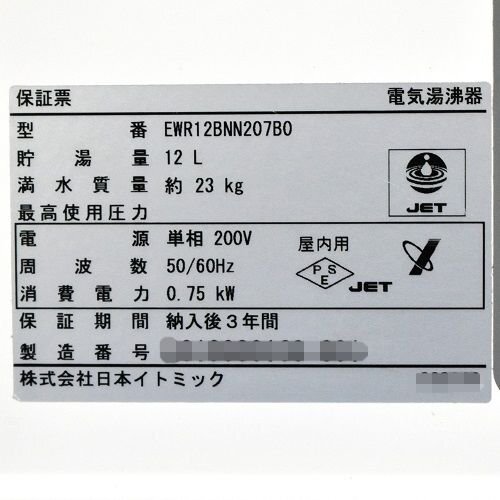 保証票 電気湯沸器
型番 EWR12BNN207B0
貯湯量 12 L
満水質量 約 23 kg
JET
最高使用圧力
電源 単相 200V 屋内用
周波数 50/60Hz
PSE JET
消費電力 0.75 kW
保証期間 納入後3年間
製造番号
株式会社日本イトミック